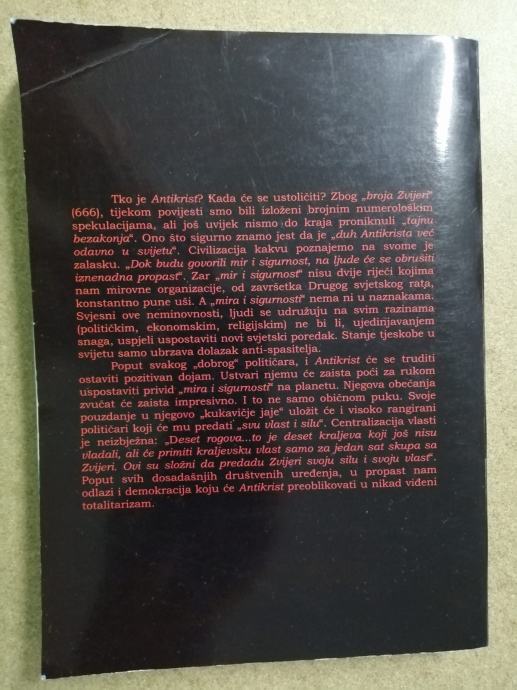 Tko je Antikrist? Kada će se ustoličiti? Zbog „broja Zvijeri“
(666), tijekom povijesti smo bili izloženi brojnim numerološkim
spekulacijama, ali još uvijek nismo do kraja proniknuli „tajnu
bezakonja“. Ono što sigurno znamo jest da je „duh Antikrista već
odavno u svijetu“. Civilizacija kakvu poznajemo na svome je
zalasku. „Dok budu govorili mir i sigurnost, na ljude će se obrušiti
iznenadna propast“. Zar „mir i sigurnost“ nisu dvije riječi kojima
nam mirovne organizacije, od završetka Drugog svjetskog rata,
konstantno pune uši. A „mira i sigurnosti“ nema ni u naznakama.
Svjesni ove neminovnosti, ljudi se udružuju na svim razinama
(političkim, ekonomskim, religijskim) ne bi li, ujedinjavanjem
snaga, uspjeli uspostaviti novi svjetski poredak. Stanje tjeskobe u
svijetu samo ubrzava dolazak anti-spasitelja.
Poput svakog „dobrog“ političara, i Antikrist će se truditi
ostaviti pozitivan dojam. Ustvari njemu će zaista poći za rukom
uspostaviti privid „mira i sigurnosti“ na planetu. Njegova obećanja
zvučat će zaista impresivno. I to ne samo običnom puku. Svoje
pouzdanje u njegovo „kukavičje jaje“ uložit će i visoko rangirani
političari koji će mu predati „svu vlast i silu“. Centralizacija vlasti
je neizbježna: „Deset rogova...to je deset kraljeva koji još nisu
vladali, ali će primiti kraljevsku vlast samo za jedan sat skupa sa
Zvijeri. Ovi su složni da predadu Zvijeri svoju silu i svoju vlast“.
Poput svih dosadašnjih društvenih uređenja, u propast nam
odlazi i demokracija koju će Antikrist preoblikovati u nikad viđeni
totalitarizam.